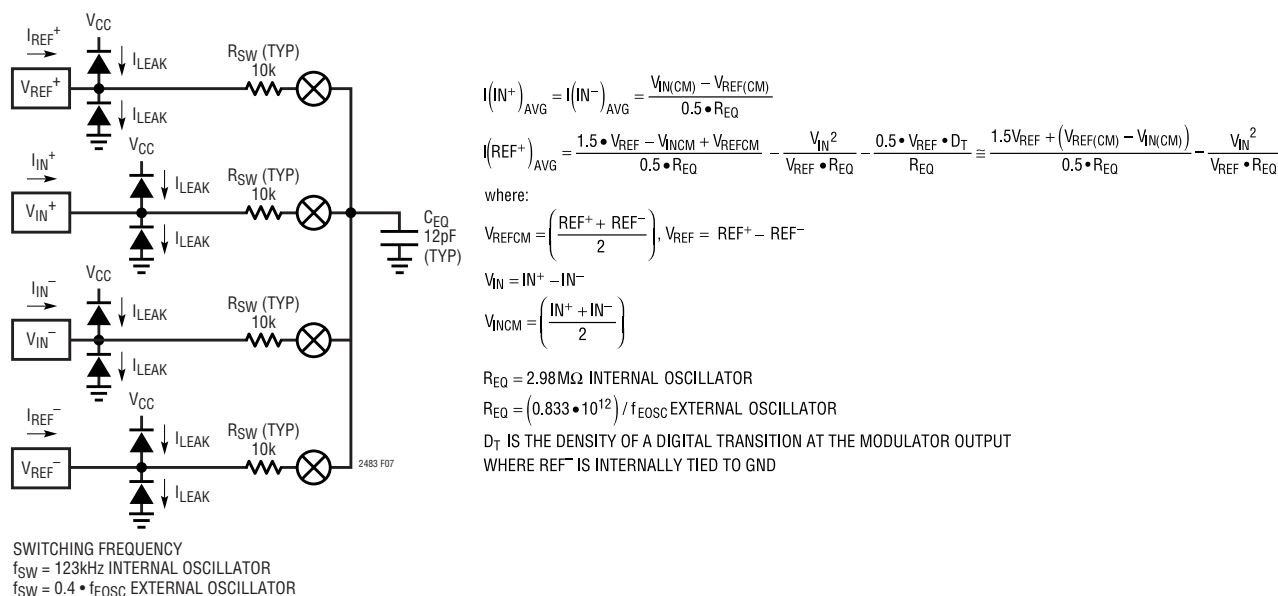 I_REF⁺
V_CC
I_LEAK
R_SW (TYP)
10k
V_REF⁺
I_LEAK
V_CC
I_IN⁺
I_LEAK
R_SW (TYP)
10k
V_IN⁺
I_LEAK
C_EQ
12pF
(TYP)
V_CC
I_IN⁻
I_LEAK
R_SW (TYP)
10k
V_IN⁻
I_LEAK
V_CC
I_REF⁻
I_LEAK
R_SW (TYP)
10k
V_REF⁻
I_LEAK
2483 F07
SWITCHING FREQUENCY
f_SW = 123kHz INTERNAL OSCILLATOR
f_SW = 0.4 • f_EOSC EXTERNAL OSCILLATOR
I(IN⁺)_AVG = I(IN⁻)_AVG = (V_IN(CM) − V_REF(CM)) / (0.5 • R_EQ)
I(REF⁺)_AVG = (1.5 • V_REF − V_INCM + V_REFCM) / (0.5 • R_EQ) − V_IN² / (V_REF • R_EQ) − (0.5 • V_REF • D_T) / R_EQ ≅ (1.5V_REF + (V_REF(CM) − V_IN(CM))) / (0.5 • R_EQ) − V_IN² / (V_REF • R_EQ)
where:
V_REFCM = ((REF⁺ + REF⁻) / 2), V_REF = REF⁺ − REF⁻
V_IN = IN⁺ − IN⁻
V_INCM = ((IN⁺ + IN⁻) / 2)
R_EQ = 2.98MΩ INTERNAL OSCILLATOR
R_EQ = (0.833 • 10¹²) / f_EOSC EXTERNAL OSCILLATOR
D_T IS THE DENSITY OF A DIGITAL TRANSITION AT THE MODULATOR OUTPUT
WHERE REF⁻ IS INTERNALLY TIED TO GND